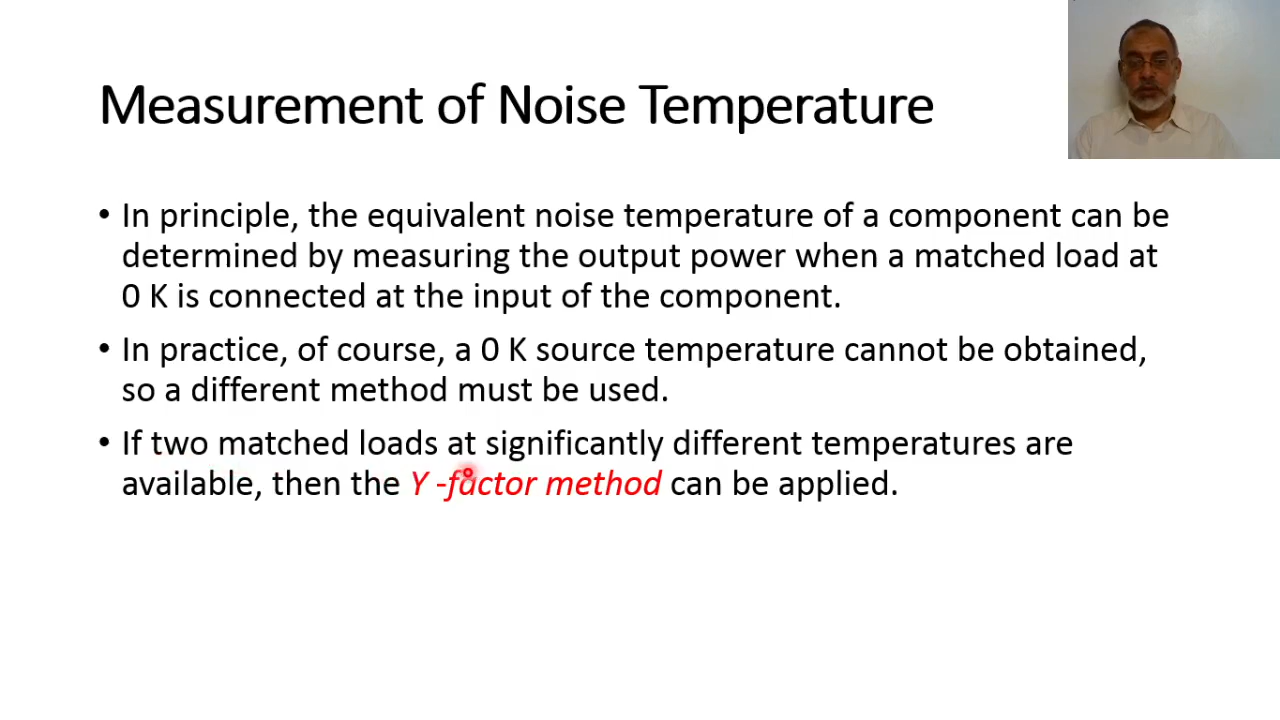 Measurement of Noise Temperature
• In principle, the equivalent noise temperature of a component can be
determined by measuring the output power when a matched load at
0 K is connected at the input of the component.
• In practice, of course, a 0 K source temperature cannot be obtained,
so a different method must be used.
• If two matched loads at significantly different temperatures are
available, then the Y -factor method can be applied.